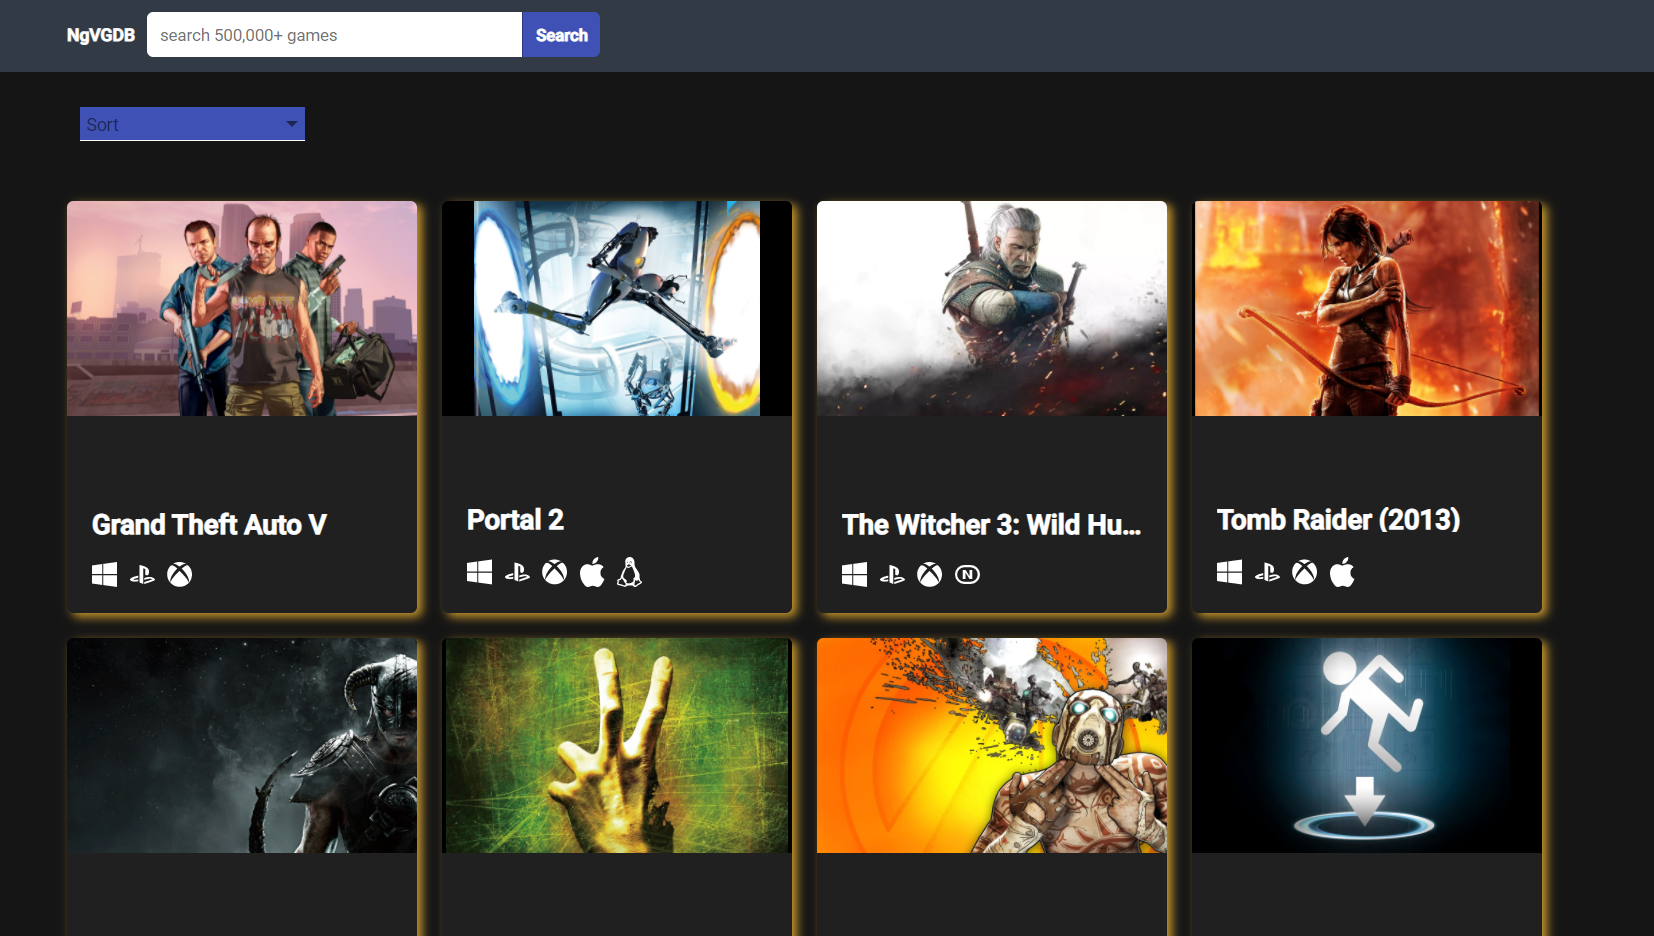 NgVGDB
search 500,000+ games
Search
Sort
Grand Theft Auto V
Portal 2
The Witcher 3: Wild Hu...
Tomb Raider (2013)